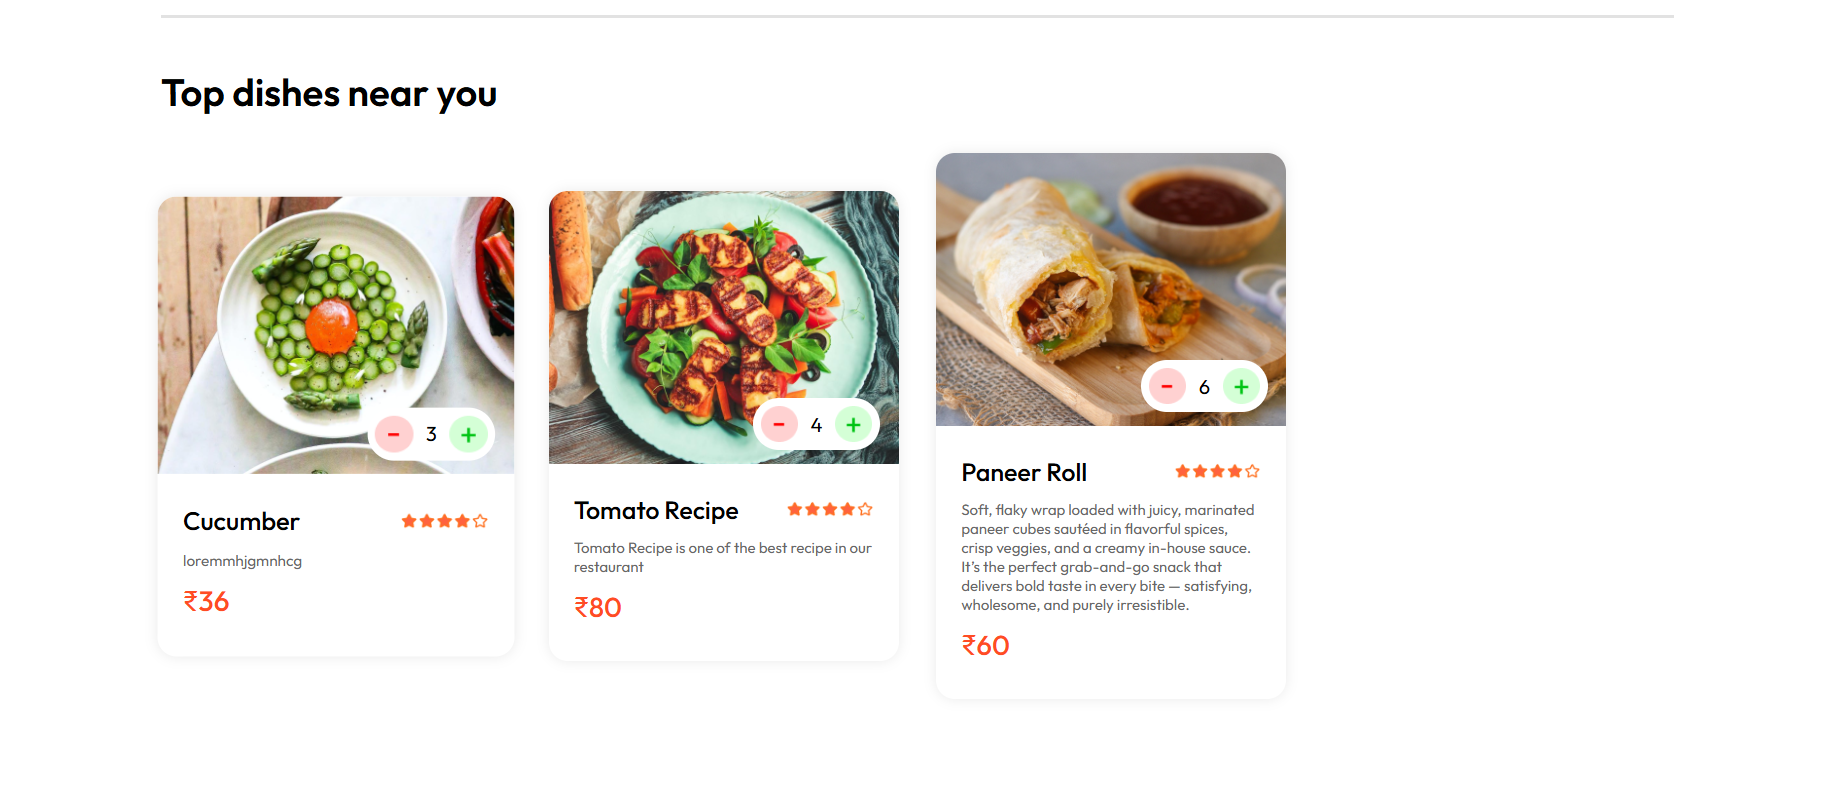 Top dishes near you
- 3 +
Cucumber
loremmhjgmnhcg
₹36
- 4 +
Tomato Recipe
Tomato Recipe is one of the best recipe in our
restaurant
₹80
- 6 +
Paneer Roll
Soft, flaky wrap loaded with juicy, marinated
paneer cubes sautéed in flavorful spices,
crisp veggies, and a creamy in-house sauce.
It's the perfect grab-and-go snack that
delivers bold taste in every bite — satisfying,
wholesome, and purely irresistible.
₹60